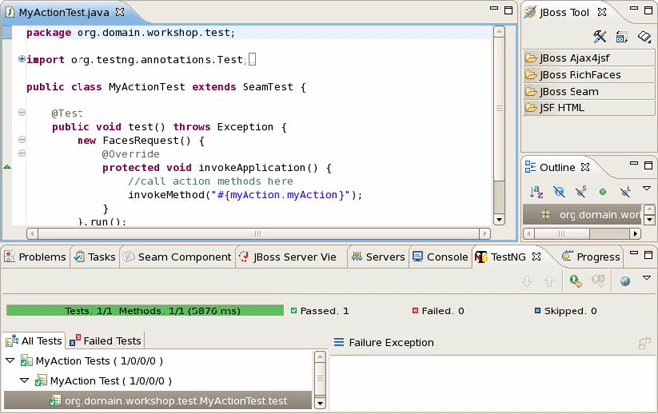 MyActionTest.java
package org.domain.workshop.test;
import org.testng.annotations.Test;
public class MyActionTest extends SeamTest {
@Test
public void test() throws Exception {
new FacesRequest() {
@Override
protected void invokeApplication() {
//call action methods here
invokeMethod("#{myAction.myAction}");
}
}.run();
JBoss Tool
JBoss Ajax4jsf
JBoss RichFaces
JBoss Seam
JSF HTML
Outline
org.domain.worl
Problems Tasks Seam Component JBoss Server Vie Servers Console TestNG Progress
Tests. 1/1 Methods. 1/1 (5876 ms) Passed. 1 Failed. 0 Skipped. 0
All Tests Failed Tests
Failure Exception
MyAction Tests ( 1/0/0/0 )
MyAction Test ( 1/0/0/0 )
org.domain.workshop.test.MyActionTest.test